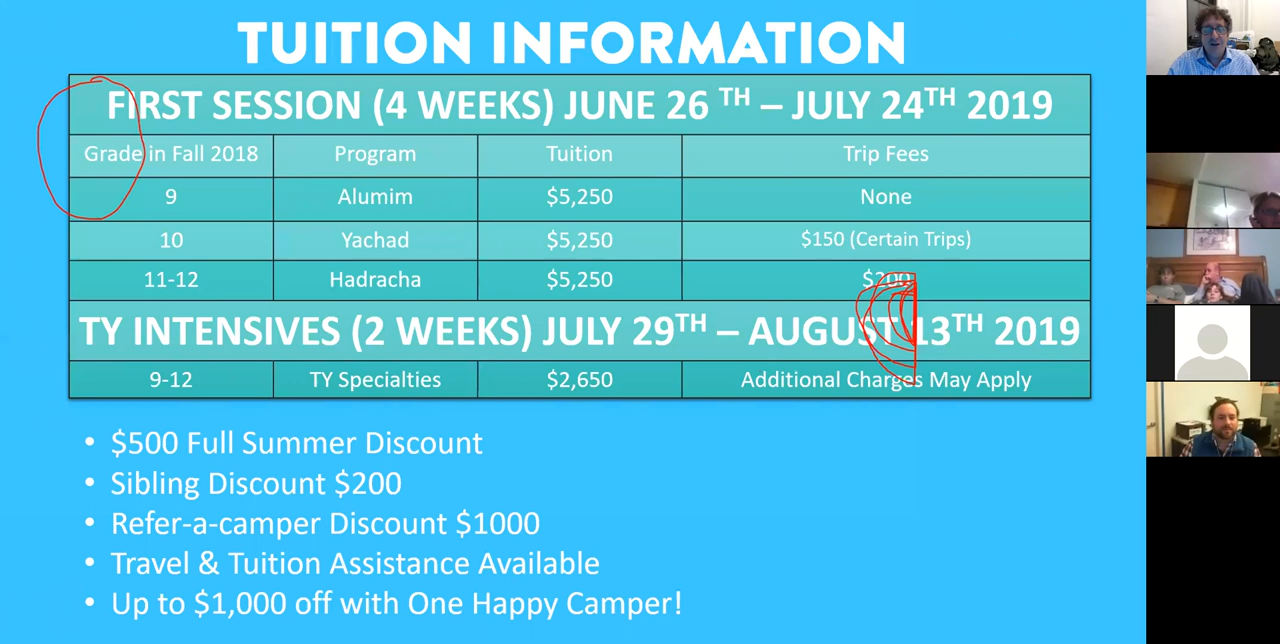 TUITION INFORMATION
FIRST SESSION (4 WEEKS) JUNE 26 TH – JULY 24TH 2019
Grade in Fall 2018 Program Tuition Trip Fees
9 Alumim $5,250 None
10 Yachad $5,250 $150 (Certain Trips)
11-12 Hadracha $5,250 $200
TY INTENSIVES (2 WEEKS) JULY 29TH – AUGUST 13TH 2019
9-12 TY Specialties $2,650 Additional Charges May Apply
• $500 Full Summer Discount
• Sibling Discount $200
• Refer-a-camper Discount $1000
• Travel & Tuition Assistance Available
• Up to $1,000 off with One Happy Camper!